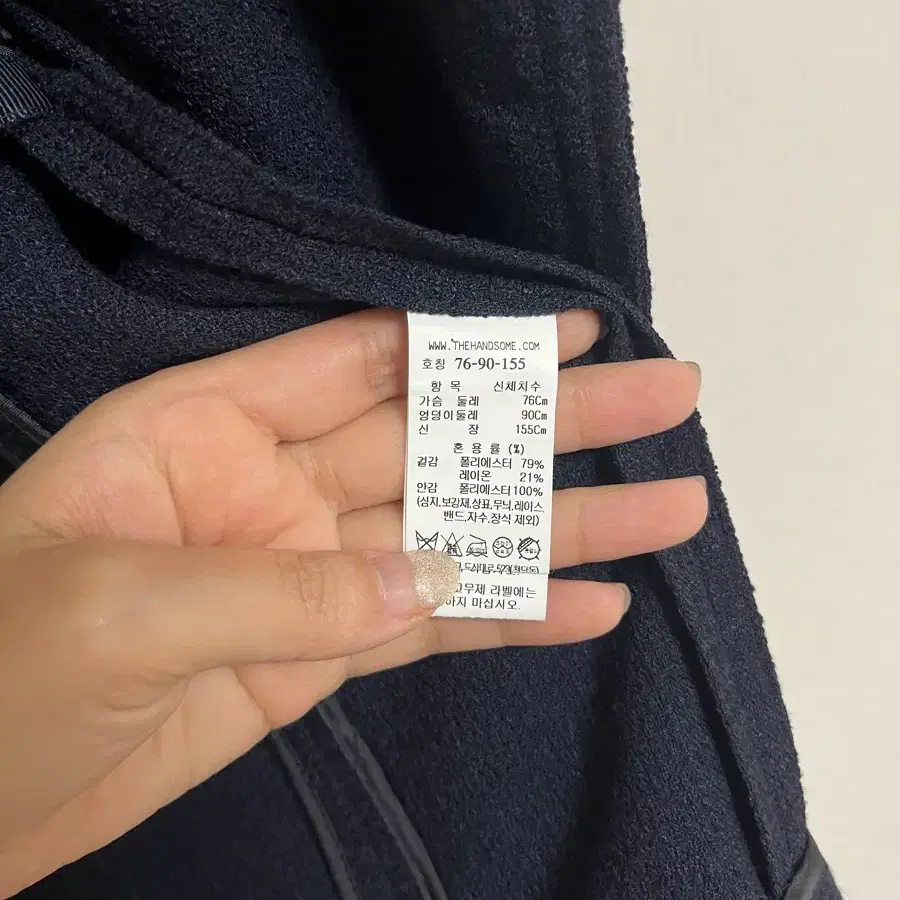 WWW.THEHANDSOME.COM
호칭 76-90-155
항 목 신체치수
가슴 둘레 76Cm
엉덩이둘레 90Cm
신 장 155Cm
혼 용 률 (%)
겉감 폴리에스터 79%
레이온 21%
안감 폴리에스터100%
(심지,보강제,상표,무늬,레이스
밴드,자수,장식 제외)
고무제 라벨에는
하지 마십시오.